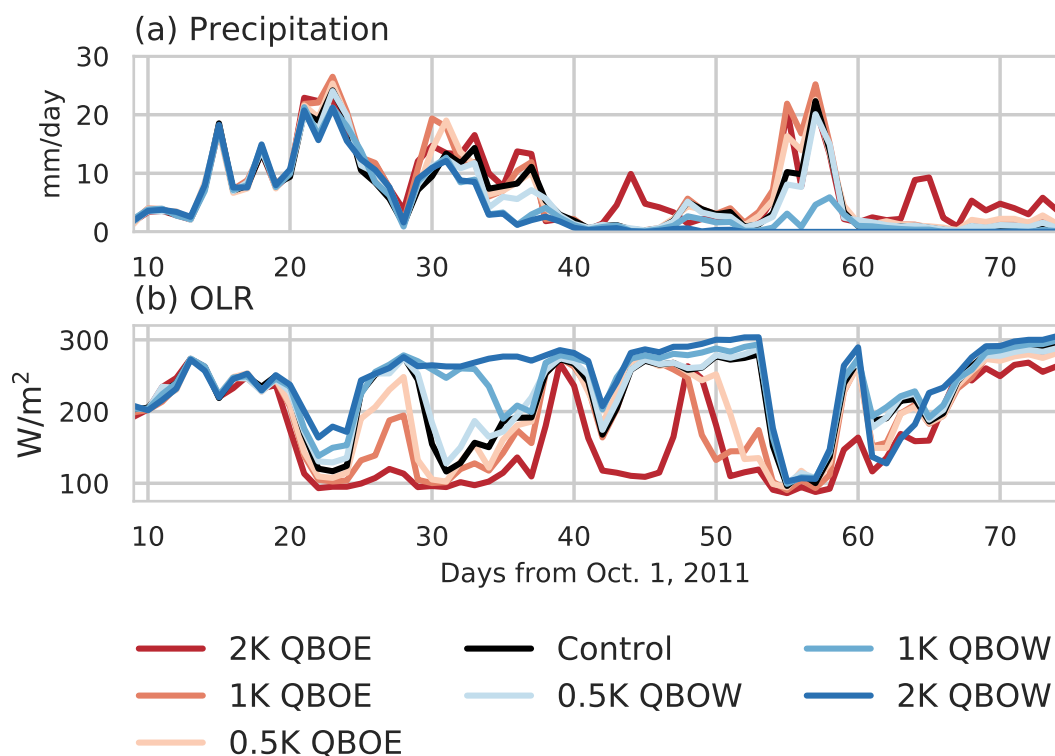 (a) Precipitation
30
20
10
0
mm/day
10 20 30 40 50 60 70
(b) OLR
300
200
100
W/m²
10 20 30 40 50 60 70
Days from Oct. 1, 2011
2K QBOE Control 1K QBOW
1K QBOE 0.5K QBOW 2K QBOW
0.5K QBOE